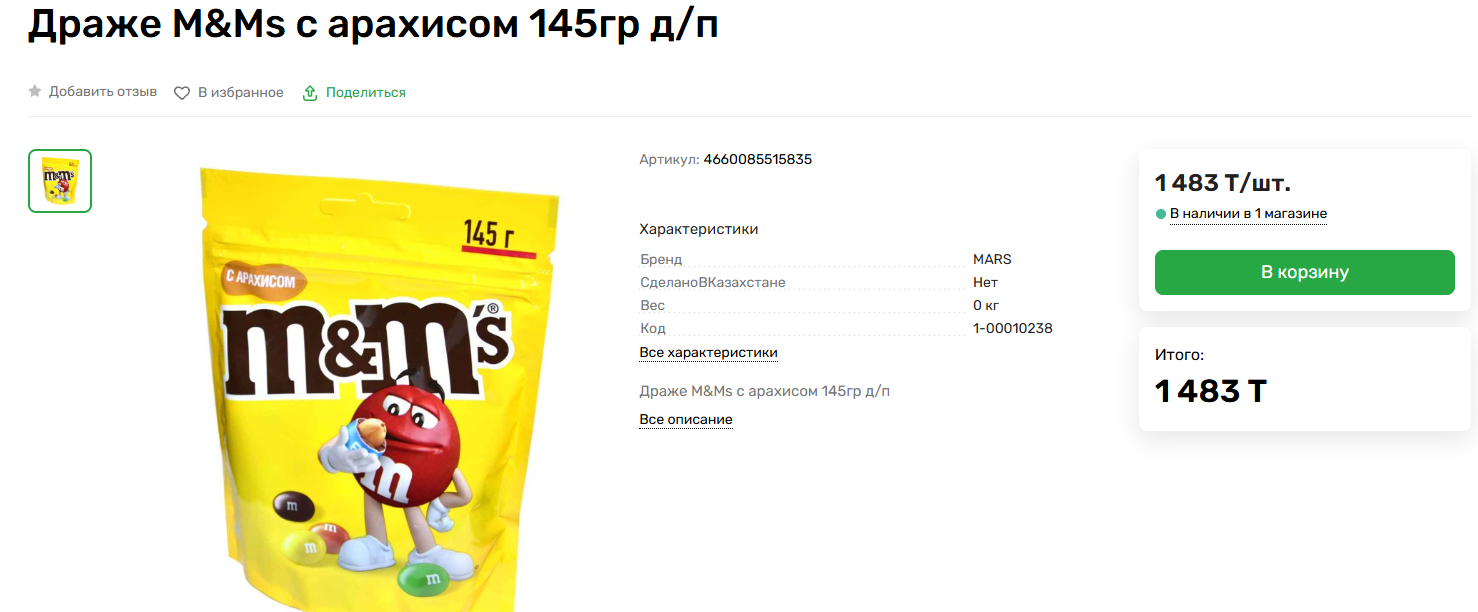 Драже M&Ms с арахисом 145гр д/п
Добавить отзыв
В избранное
Поделиться
145 г
С АРАХИСОМ
m&m's®
m
m
m
m
m
Артикул: 4660085515835
Характеристики
Бренд MARS
СделаноВКазахстане Нет
Вес 0 кг
Код 1-00010238
Все характеристики
Драже M&Ms с арахисом 145гр д/п
Все описание
1 483 Т/шт.
В наличии в 1 магазине
В корзину
Итого:
1 483 Т